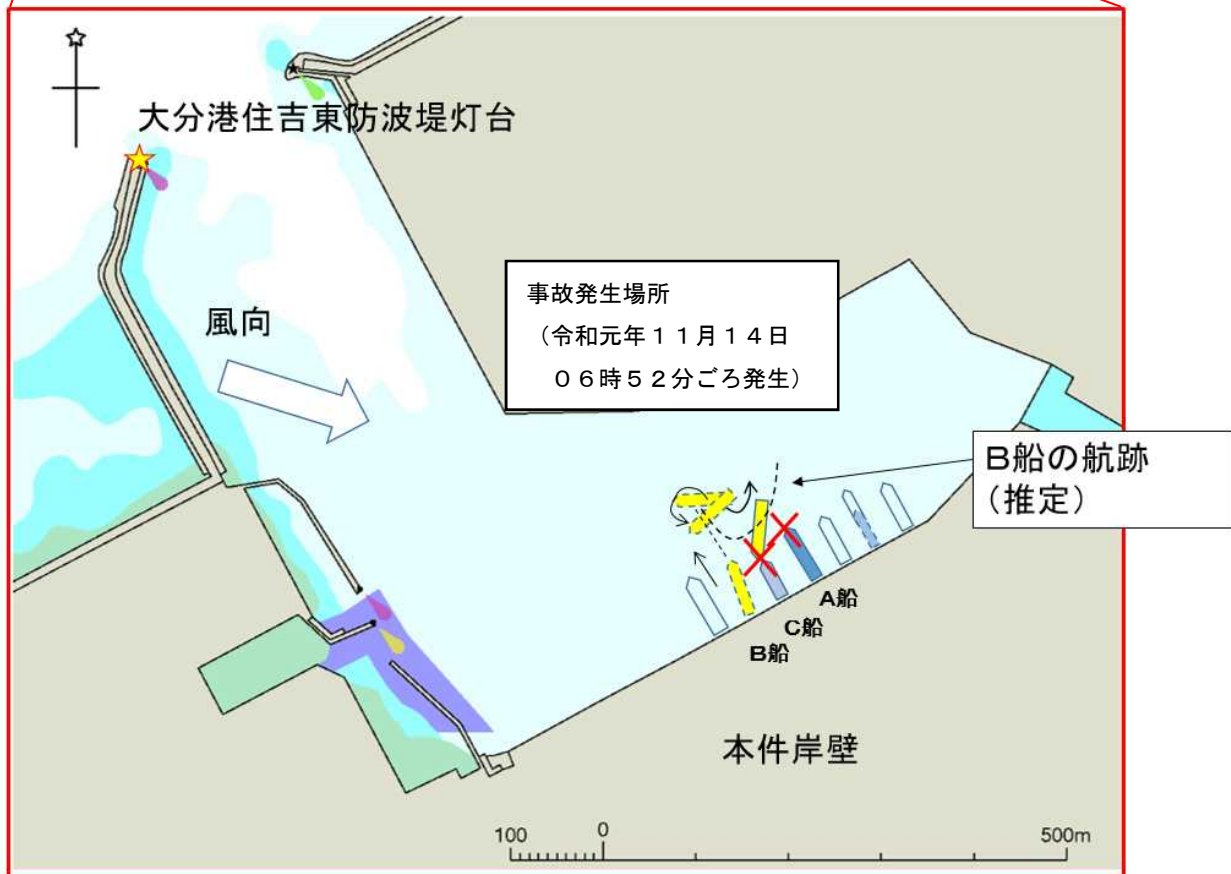 大分港住吉東防波堤灯台
風向
事故発生場所
（令和元年１１月１４日
０６時５２分ごろ発生）
Ｂ船の航跡
（推定）
A船
C船
B船
本件岸壁
100 0 500m